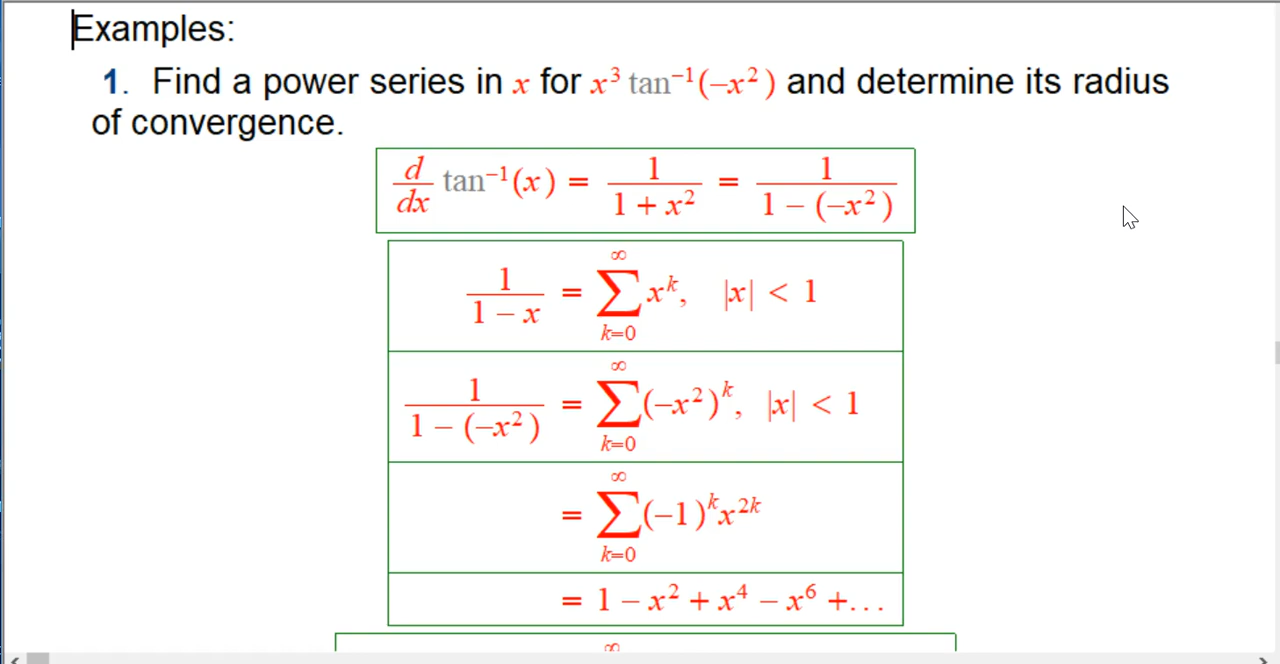 Examples:
1. Find a power series in x for x³ tan⁻¹(–x²) and determine its radius
of convergence.
d/dx tan⁻¹(x) = 1/(1 + x²) = 1/(1 – (–x²))
1/(1 – x) = ∑_{k=0}^{∞} xᵏ, |x| < 1
1/(1 – (–x²)) = ∑_{k=0}^{∞} (–x²)ᵏ, |x| < 1
= ∑_{k=0}^{∞} (–1)ᵏx²ᵏ
= 1 – x² + x⁴ – x⁶ +...
∞